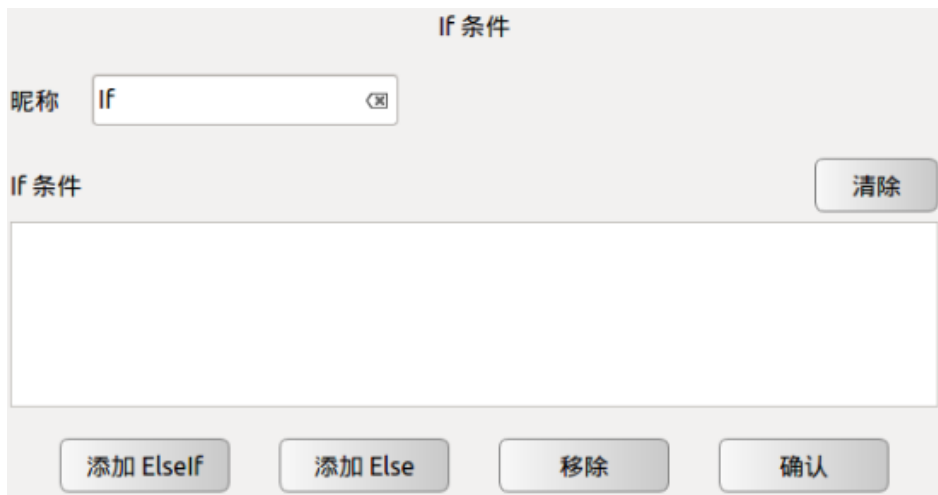 If 条件
昵称 If
If 条件 清除
添加 ElseIf 添加 Else 移除 确认